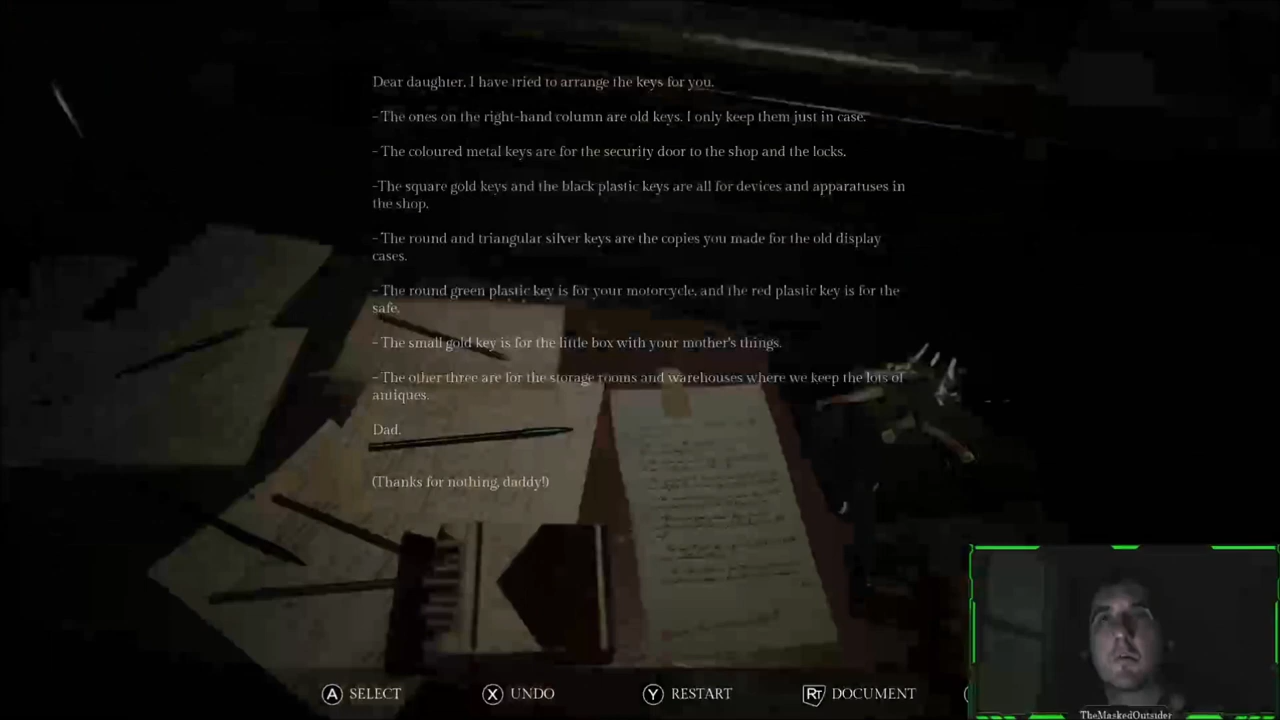 Dear daughter, I have tried to arrange the keys for you.
- The ones on the right-hand column are old keys. I only keep them just in case.
- The coloured metal keys are for the security door to the shop and the locks.
-The square gold keys and the black plastic keys are all for devices and apparatuses in
the shop.
- The round and triangular silver keys are the copies you made for the old display
cases.
- The round green plastic key is for your motorcycle, and the red plastic key is for the
safe.
- The small gold key is for the little box with your mother's things.
- The other three are for the storage rooms and warehouses where we keep the lots of
antiques.
Dad.
(Thanks for nothing, daddy!)
A SELECT X UNDO Y RESTART RT DOCUMENT
TheMaskedOutsider